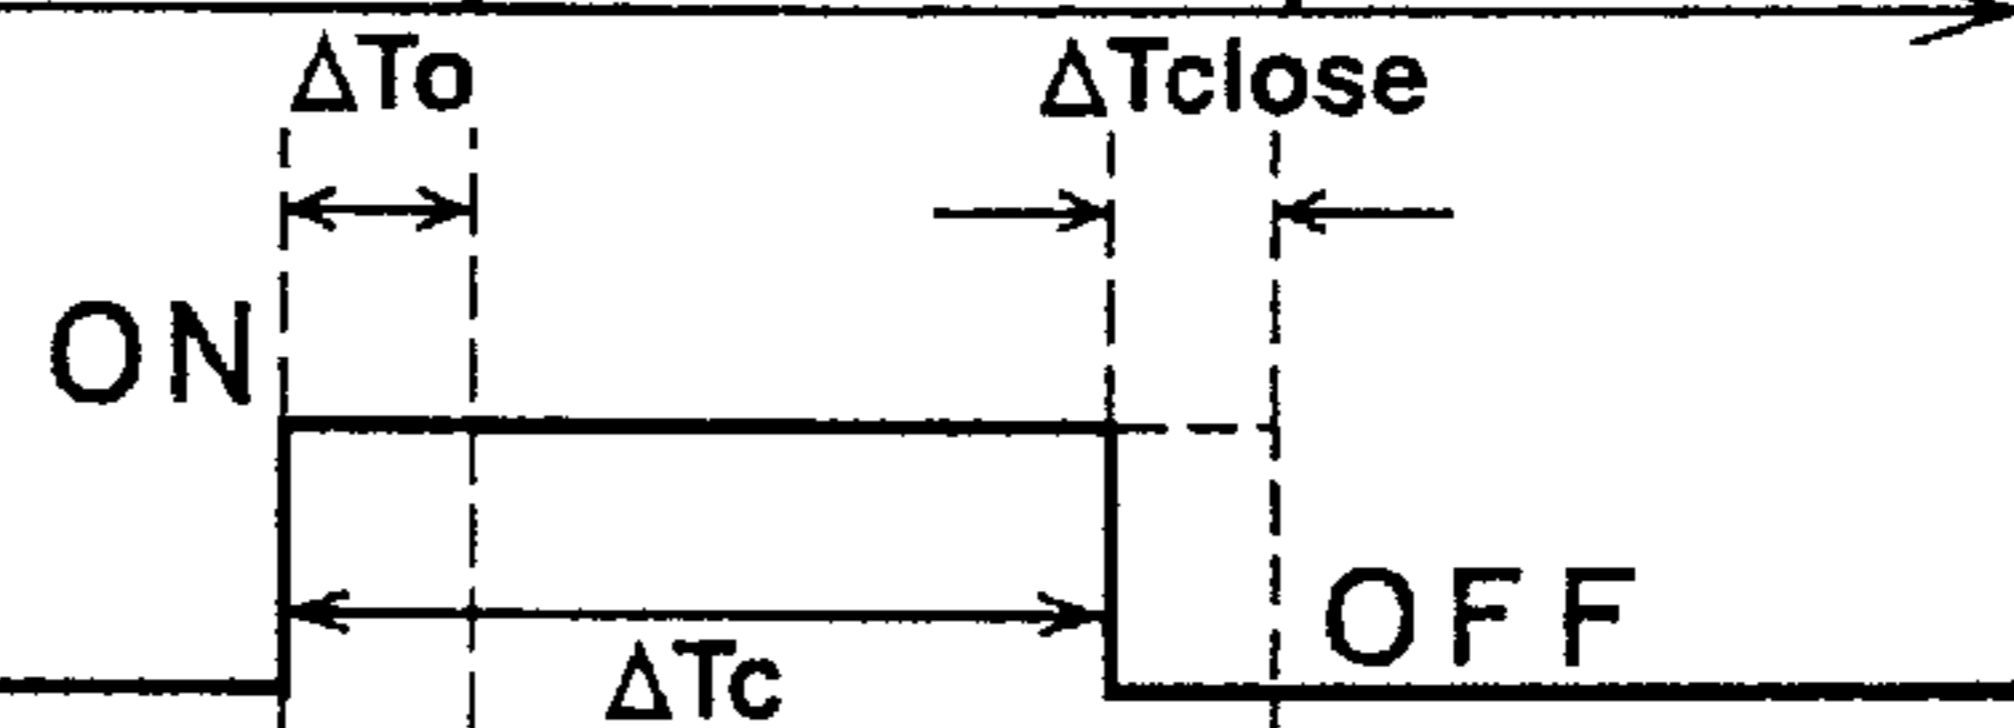 ΔTo ΔTclose
ON
OFF
ΔTc